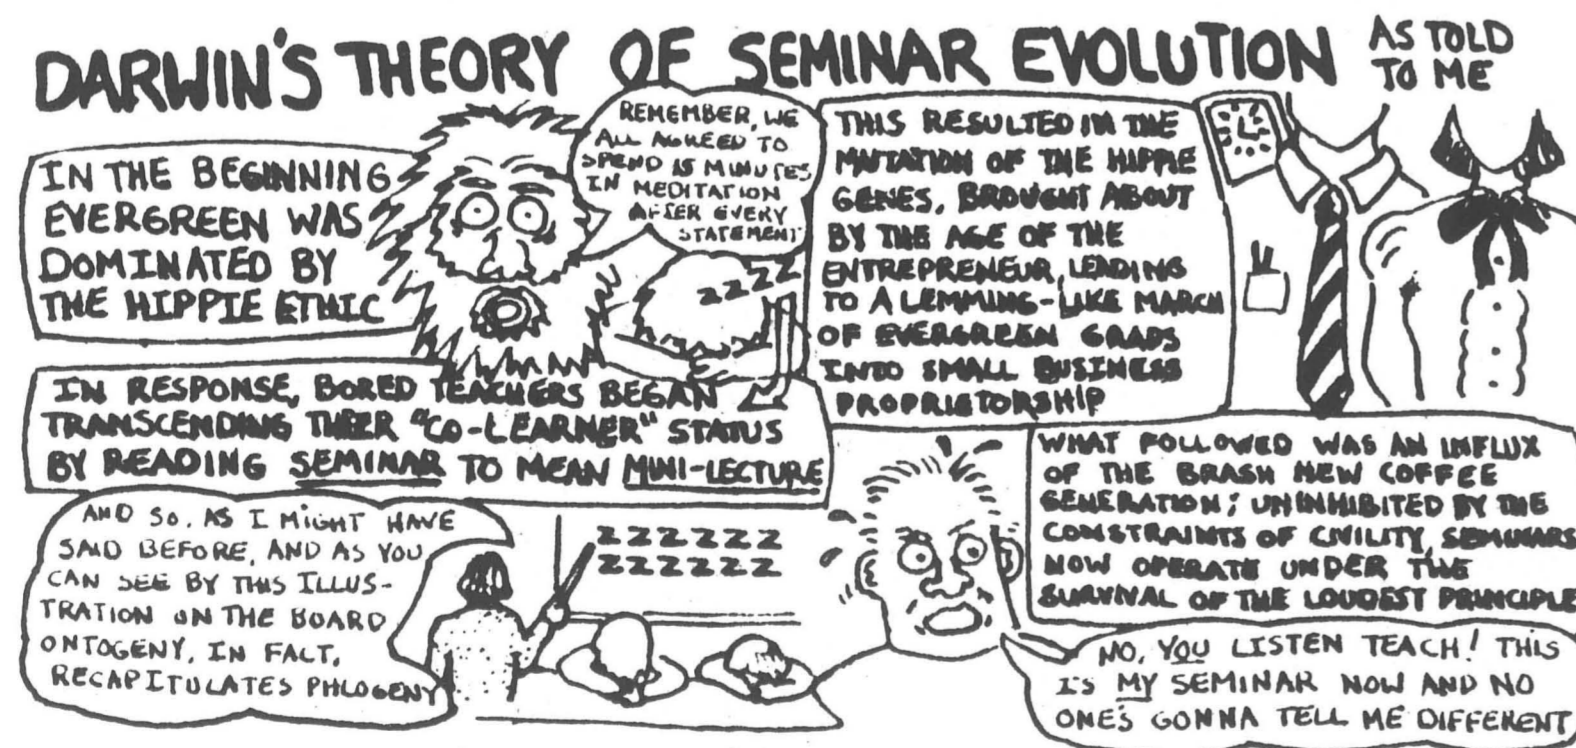 DARWIN'S THEORY OF SEMINAR EVOLUTION
AS TOLD
TO ME
IN THE BEGINNING
EVERGREEN WAS
DOMINATED BY
THE HIPPIE ETHIC
REMEMBER, WE
ALL AGREED TO
SPEND 15 MINUTES
IN MEDITATION
AFTER EVERY
STATEMENT
ZZZZ
IN RESPONSE, BORED TEACHERS BEGAN
TRANSCENDING THEIR "CO-LEARNER" STATUS
BY READING SEMINAR TO MEAN MINI-LECTURE
AND SO, AS I MIGHT HAVE
SAID BEFORE, AND AS YOU
CAN SEE BY THIS ILLUS-
TRATION ON THE BOARD
ONTOGENY, IN FACT,
RECAPITULATES PHLOGENY
ZZZZZZ
ZZZZZZ
THIS RESULTED IN THE
MUTATION OF THE HIPPIE
GENES, BROUGHT ABOUT
BY THE AGE OF THE
ENTREPRENEUR, LEADING
TO A LEMMING-LIKE MARCH
OF EVERGREEN GRADS
INTO SMALL BUSINESS
PROPRIETORSHIP
WHAT FOLLOWED WAS AN INFLUX
OF THE BRASH NEW COFFEE
GENERATION; UNINHIBITED BY THE
CONSTRAINTS OF CIVILITY, SEMINARS
NOW OPERATE UNDER THE
SURVIVAL OF THE LOUDEST PRINCIPLE
NO, YOU LISTEN TEACH! THIS
IS MY SEMINAR NOW AND NO
ONE'S GONNA TELL ME DIFFERENT